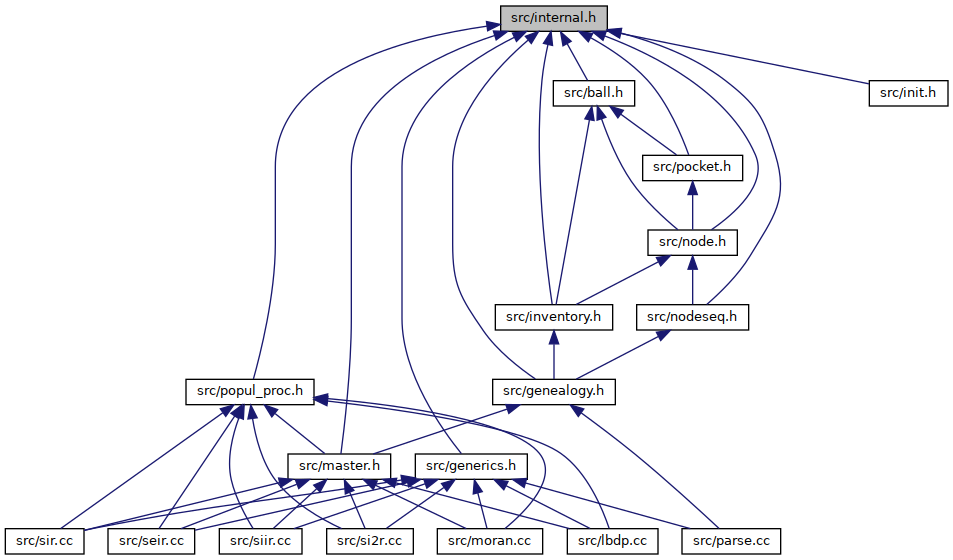 src/internal.h
src/ball.h
src/init.h
src/pocket.h
src/node.h
src/inventory.h
src/nodeseq.h
src/popul_proc.h
src/genealogy.h
src/master.h
src/generics.h
src/sir.cc
src/seir.cc
src/siir.cc
src/si2r.cc
src/moran.cc
src/lbdp.cc
src/parse.cc